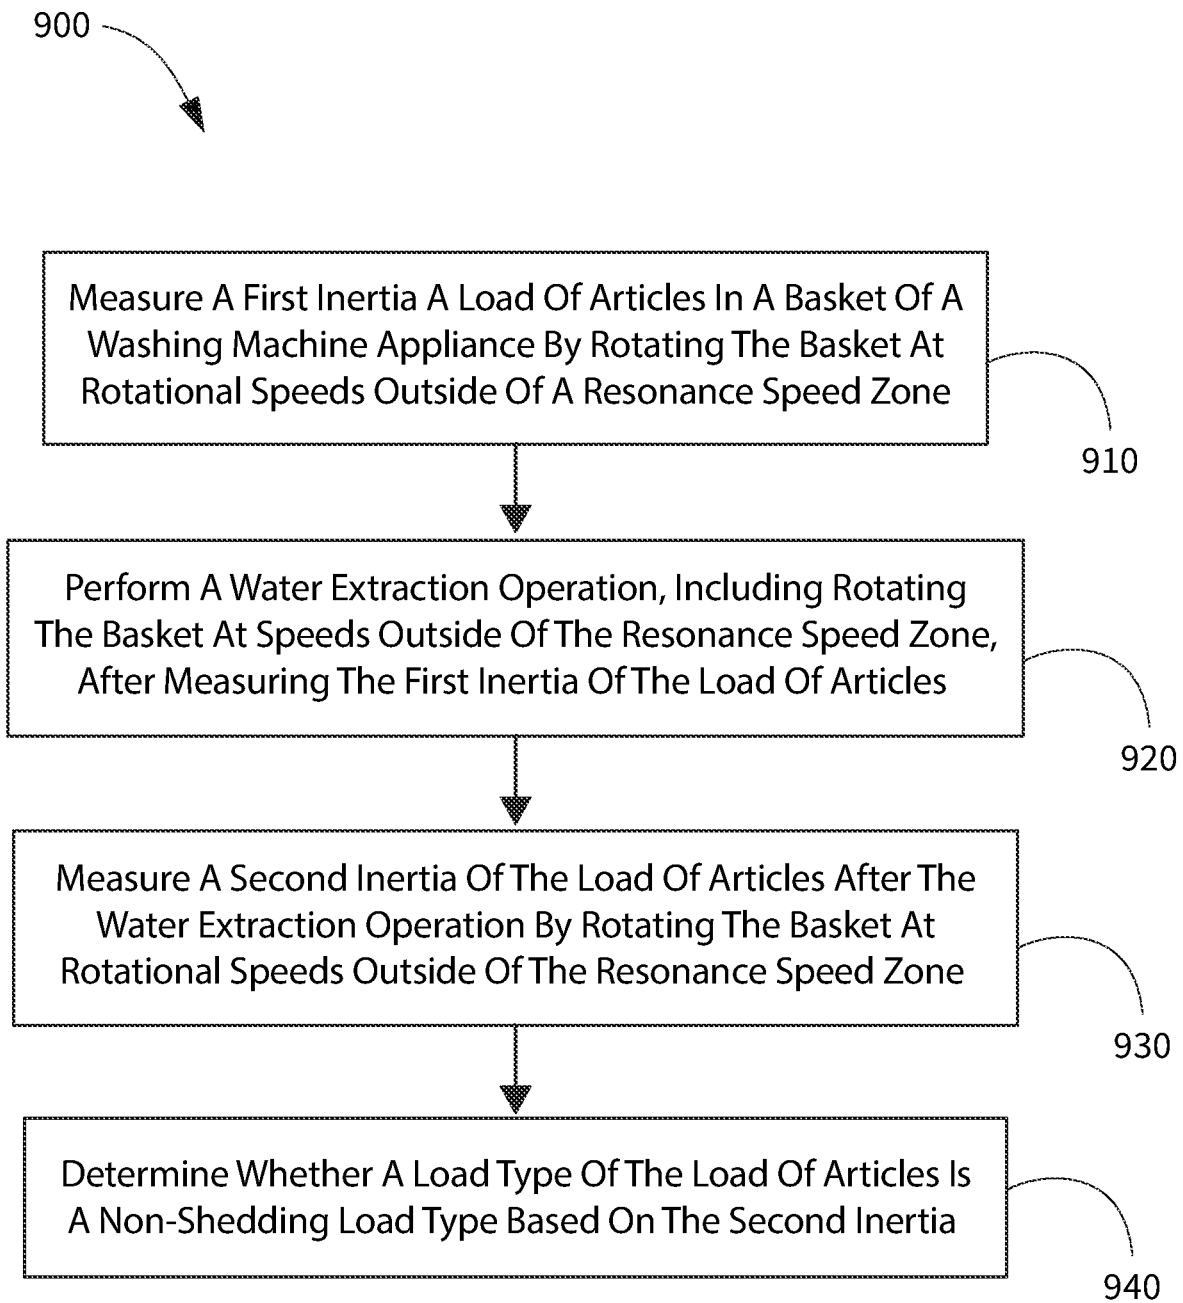 900
Measure A First Inertia A Load Of Articles In A Basket Of A
Washing Machine Appliance By Rotating The Basket At
Rotational Speeds Outside Of A Resonance Speed Zone
910
Perform A Water Extraction Operation, Including Rotating
The Basket At Speeds Outside Of The Resonance Speed Zone,
After Measuring The First Inertia Of The Load Of Articles
920
Measure A Second Inertia Of The Load Of Articles After The
Water Extraction Operation By Rotating The Basket At
Rotational Speeds Outside Of The Resonance Speed Zone
930
Determine Whether A Load Type Of The Load Of Articles Is
A Non-Shedding Load Type Based On The Second Inertia
940